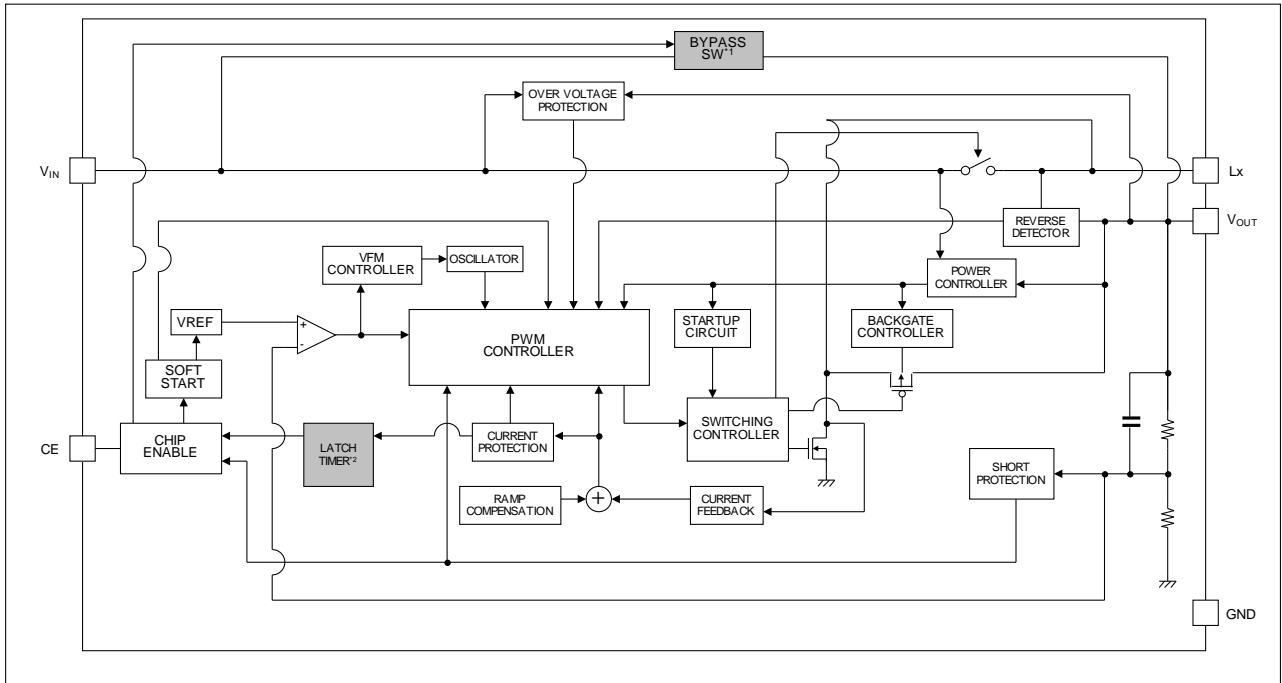 BYPASS
SW*1
OVER VOLTAGE
PROTECTION
VIN
Lx
REVERSE
DETECTOR
VOUT
VFM
CONTROLLER
OSCILLATOR
POWER
CONTROLLER
VREF
+
-
PWM
CONTROLLER
STARTUP
CIRCUIT
BACKGATE
CONTROLLER
SOFT
START
SWITCHING
CONTROLLER
CE
CHIP
ENABLE
LATCH
TIMER*2
CURRENT
PROTECTION
SHORT
PROTECTION
RAMP
COMPENSATION
+
CURRENT
FEEDBACK
GND